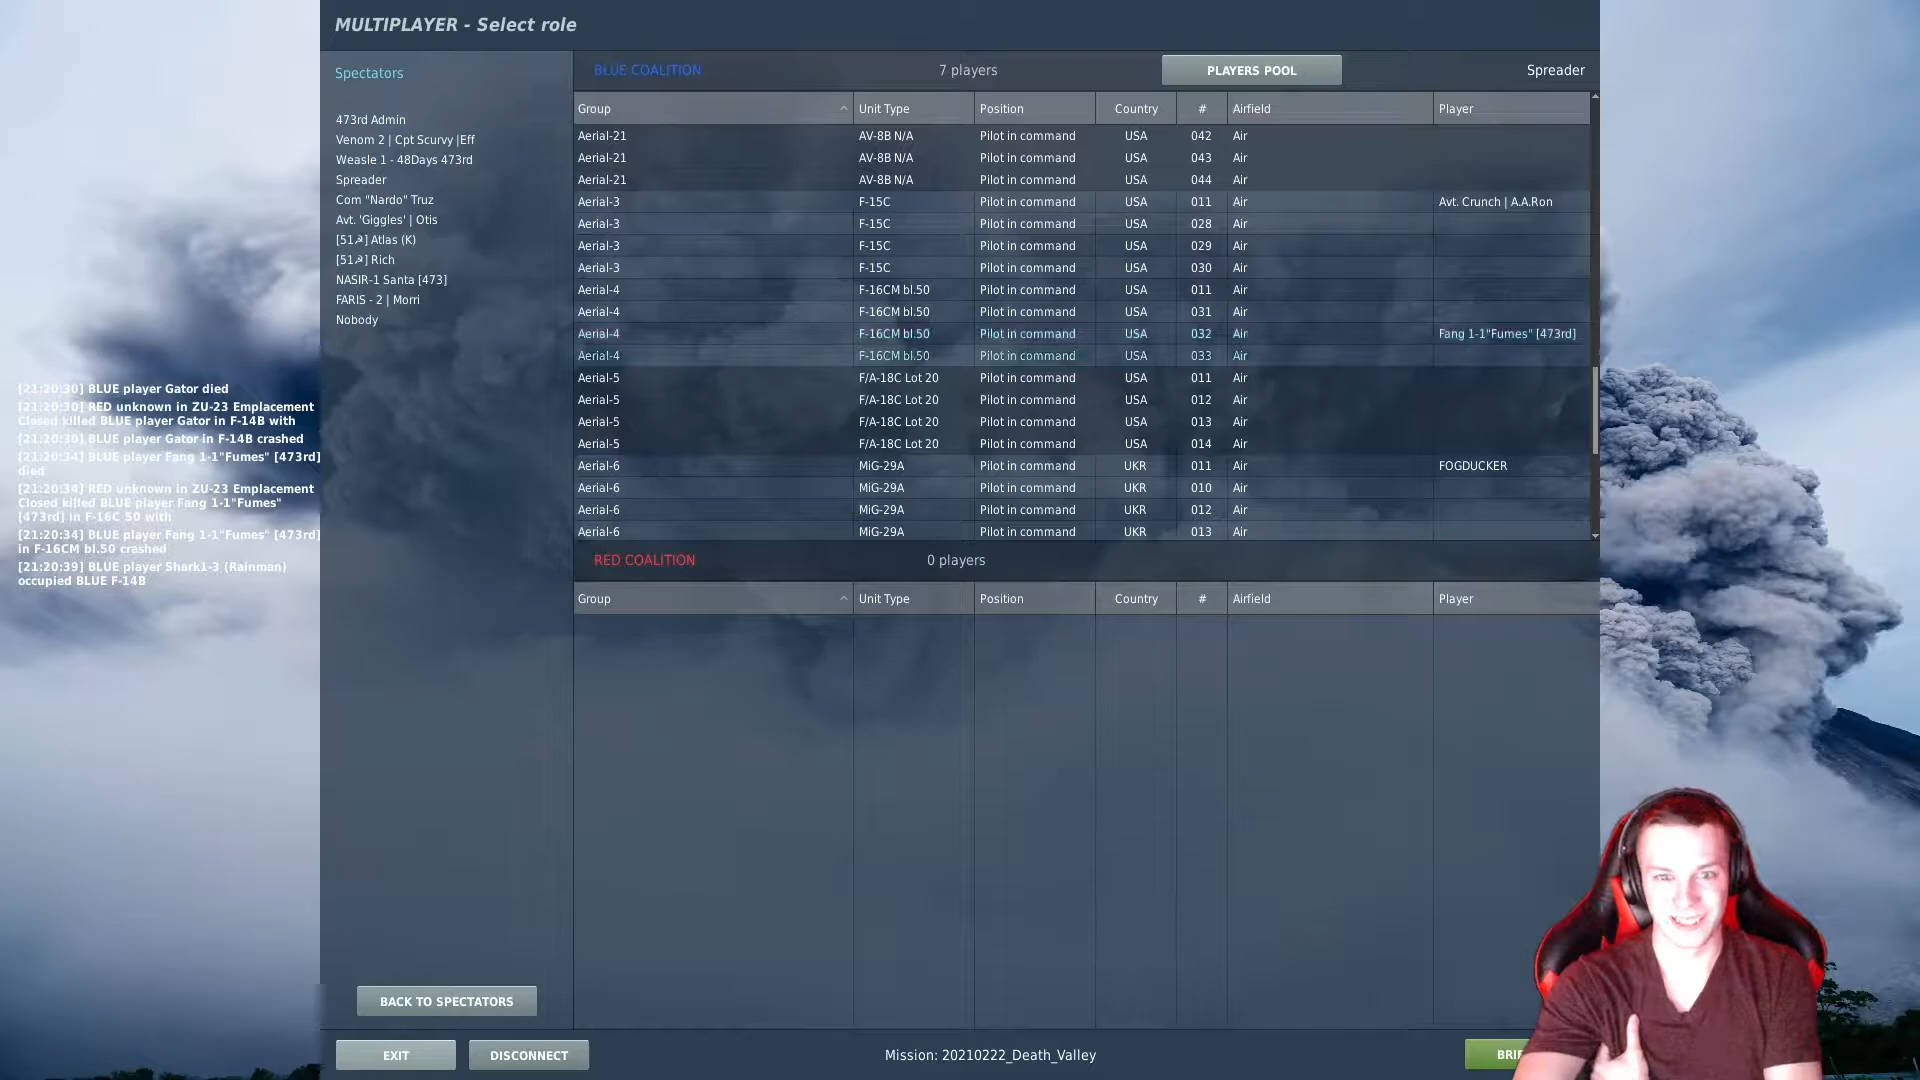 MULTIPLAYER - Select role
Spectators
473rd Admin
Venom 2 | Cpt Scurvy |Eff
Weasle 1 - 48Days 473rd
Spreader
Com "Nardo" Truz
Avt. 'Giggles' | Otis
[51☭] Atlas (K)
[51☭] Rich
NASIR-1 Santa [473]
FARIS - 2 | Morri
Nobody
[21:20:30] BLUE player Gator died
[21:20:30] RED unknown in ZU-23 Emplacement
Closed killed BLUE player Gator in F-14B with
[21:20:30] BLUE player Gator in F-14B crashed
[21:20:34] BLUE player Fang 1-1"Fumes" [473rd]
died
[21:20:34] RED unknown in ZU-23 Emplacement
Closed killed BLUE player Fang 1-1"Fumes"
[473rd] in F-16C 50 with
[21:20:34] BLUE player Fang 1-1"Fumes" [473rd]
in F-16CM bl.50 crashed
[21:20:39] BLUE player Shark1-3 (Rainman)
occupied BLUE F-14B
BLUE COALITION 7 players PLAYERS POOL Spreader
Group Unit Type Position Country # Airfield Player
Aerial-21 AV-8B N/A Pilot in command USA 042 Air
Aerial-21 AV-8B N/A Pilot in command USA 043 Air
Aerial-21 AV-8B N/A Pilot in command USA 044 Air
Aerial-3 F-15C Pilot in command USA 011 Air Avt. Crunch | A.A.Ron
Aerial-3 F-15C Pilot in command USA 028 Air
Aerial-3 F-15C Pilot in command USA 029 Air
Aerial-3 F-15C Pilot in command USA 030 Air
Aerial-4 F-16CM bl.50 Pilot in command USA 011 Air
Aerial-4 F-16CM bl.50 Pilot in command USA 031 Air
Aerial-4 F-16CM bl.50 Pilot in command USA 032 Air Fang 1-1"Fumes" [473rd]
Aerial-4 F-16CM bl.50 Pilot in command USA 033 Air
Aerial-5 F/A-18C Lot 20 Pilot in command USA 011 Air
Aerial-5 F/A-18C Lot 20 Pilot in command USA 012 Air
Aerial-5 F/A-18C Lot 20 Pilot in command USA 013 Air
Aerial-5 F/A-18C Lot 20 Pilot in command USA 014 Air
Aerial-6 MiG-29A Pilot in command UKR 011 Air FOGDUCKER
Aerial-6 MiG-29A Pilot in command UKR 010 Air
Aerial-6 MiG-29A Pilot in command UKR 012 Air
Aerial-6 MiG-29A Pilot in command UKR 013 Air
RED COALITION 0 players
Group Unit Type Position Country # Airfield Player
BACK TO SPECTATORS
EXIT DISCONNECT Mission: 20210222_Death_Valley